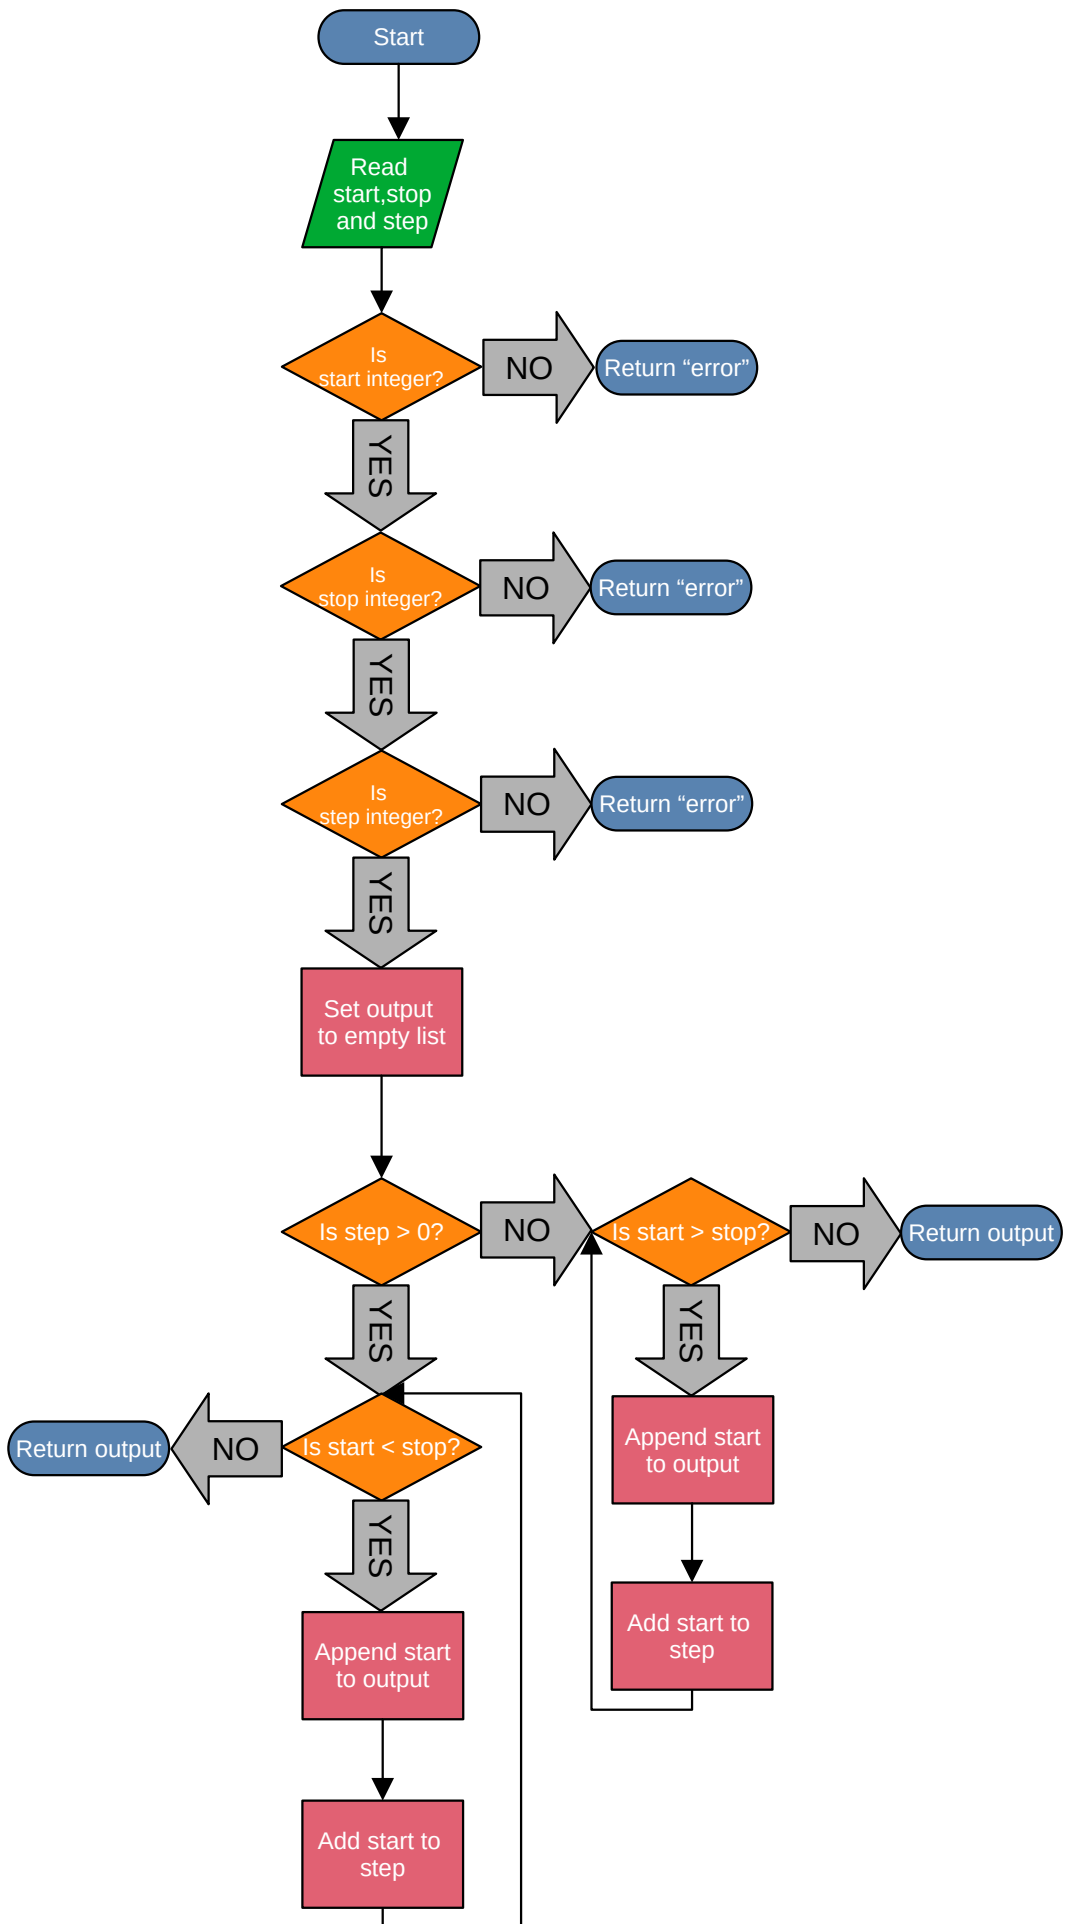 Start
Read
start,stop
and step
Is
start integer?
NO
Return “error”
YES
Is
stop integer?
NO
Return “error”
YES
Is
step integer?
NO
Return “error”
YES
Set output
to empty list
Is step > 0?
NO
Is start > stop?
NO
Return output
YES
YES
Return output
NO
Is start < stop?
Append start
to output
YES
Add start to
step
Append start
to output
Add start to
step